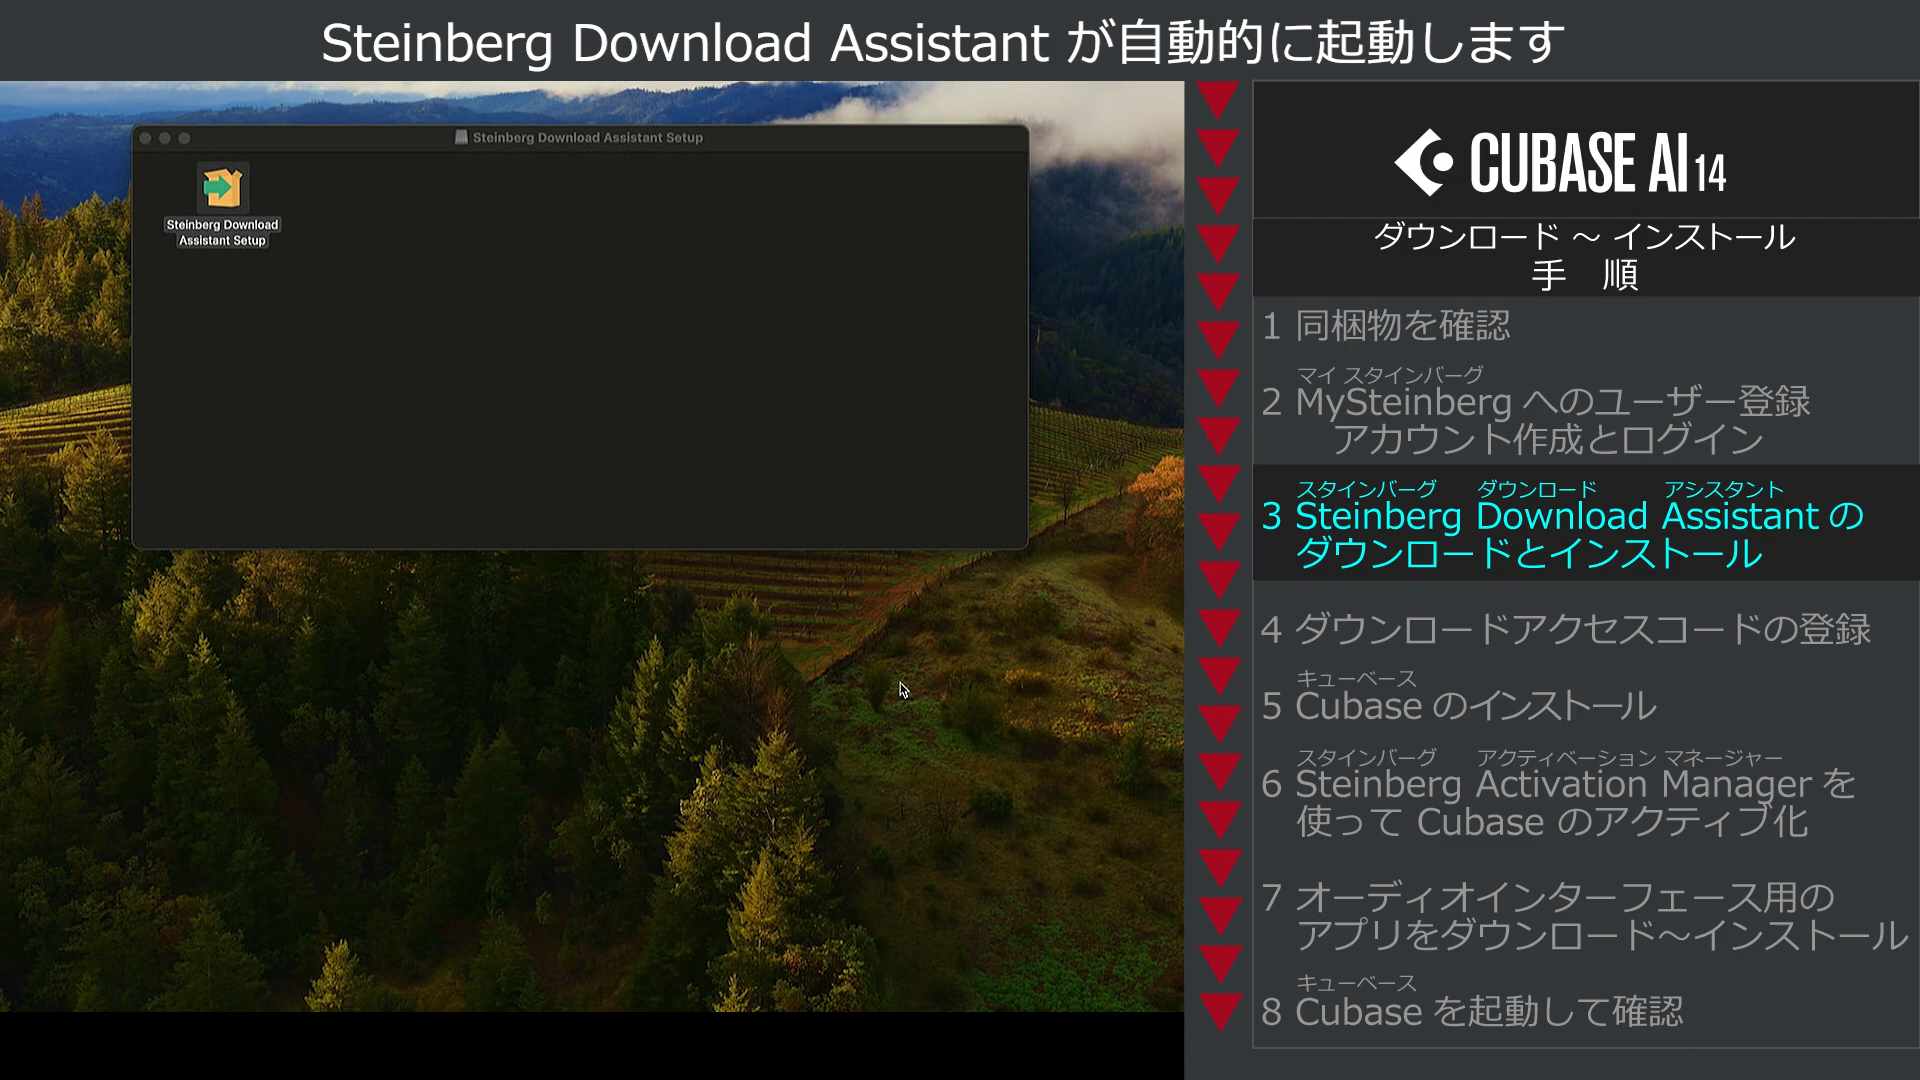 Steinberg Download Assistant が自動的に起動します
Steinberg Download Assistant Setup
Steinberg Download
Assistant Setup
CUBASE AI 14
ダウンロード ～ インストール
手　順
1 同梱物を確認
マイ スタインバーグ
2 MySteinberg へのユーザー登録
アカウント作成とログイン
スタインバーグ ダウンロード アシスタント
3 Steinberg Download Assistant の
ダウンロードとインストール
4 ダウンロードアクセスコードの登録
キューベース
5 Cubase のインストール
スタインバーグ アクティベーション マネージャー
6 Steinberg Activation Manager を
使って Cubase のアクティブ化
7 オーディオインターフェース用の
アプリをダウンロード～インストール
キューベース
8 Cubase を起動して確認